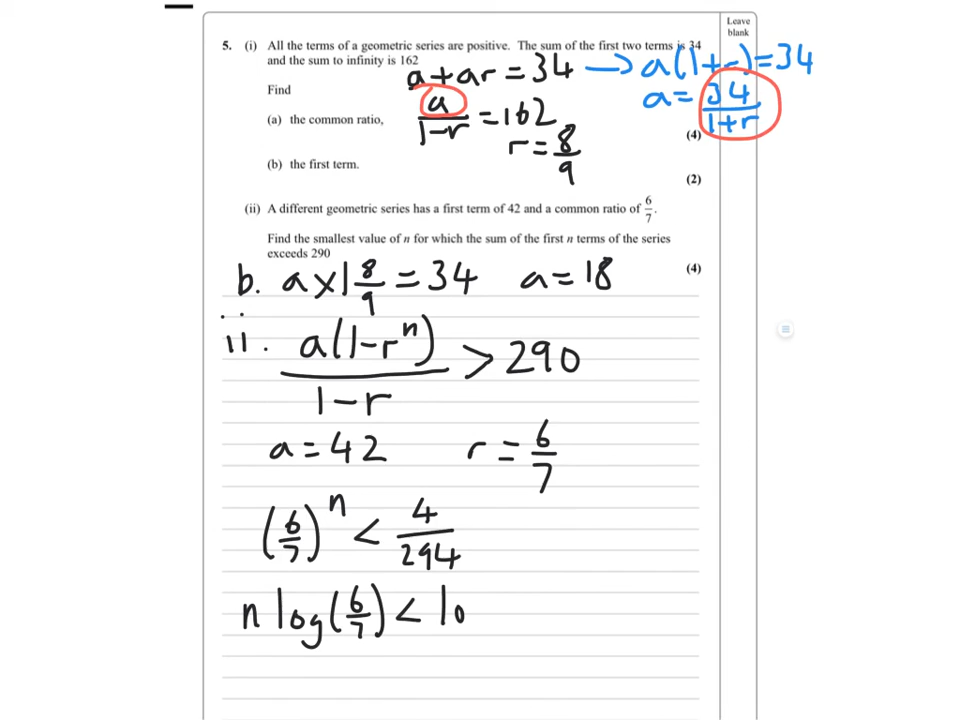 Leave
blank
5. (i) All the terms of a geometric series are positive. The sum of the first two terms is 34
and the sum to infinity is 162
a + ar = 34 → a(1+r) = 34
Find
a = 34/(1+r)
a/(1-r) = 162
(a) the common ratio,
(4)
r = 8/9
(b) the first term.
(2)
(ii) A different geometric series has a first term of 42 and a common ratio of 6/7.
Find the smallest value of n for which the sum of the first n terms of the series
exceeds 290
(4)
b. a × 1 8/9 = 34 a = 18
ii. a(1-rⁿ)/(1-r) > 290
a = 42 r = 6/7
(6/7)ⁿ < 4/294
n log(6/7) < lo